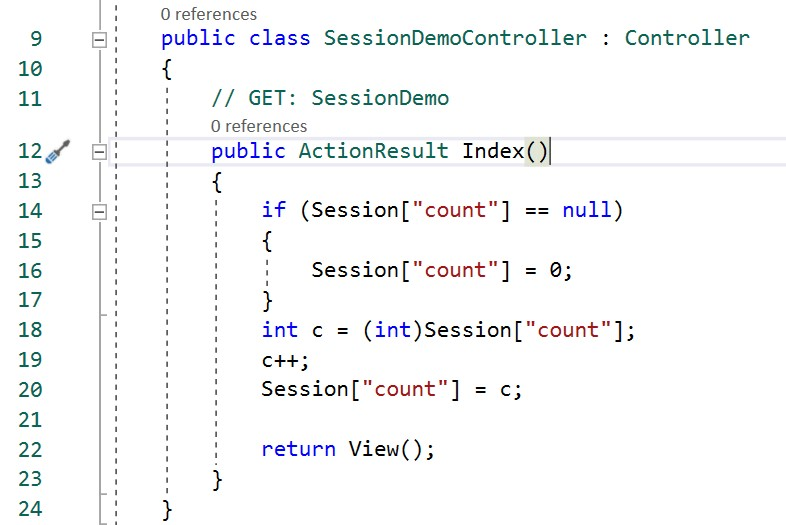 0 references
9 public class SessionDemoController : Controller
10 {
11 // GET: SessionDemo
0 references
12 public ActionResult Index()
13 {
14 if (Session["count"] == null)
15 {
16 Session["count"] = 0;
17 }
18 int c = (int)Session["count"];
19 c++;
20 Session["count"] = c;
21
22 return View();
23 }
24 }